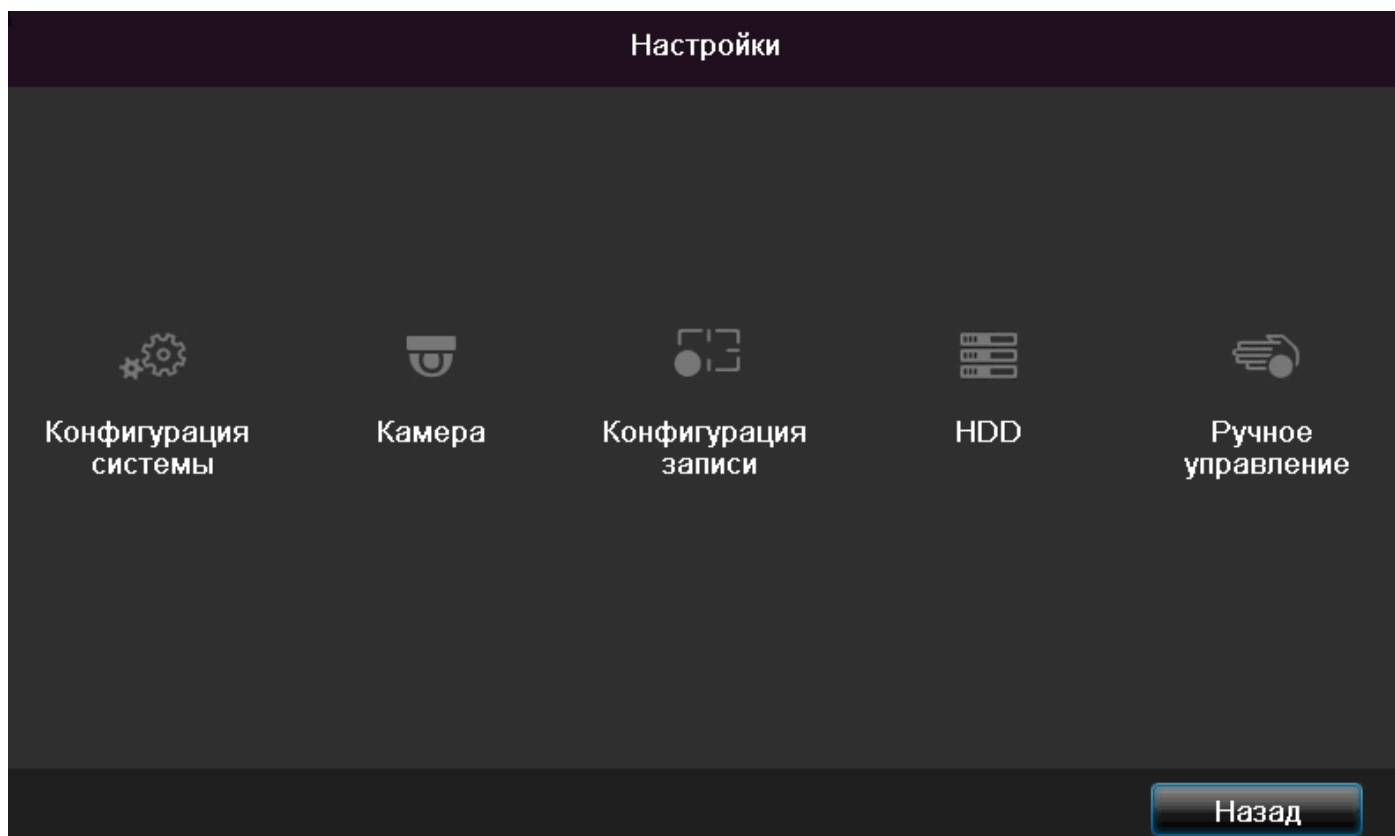 Настройки
Конфигурация
системы
Камера
Конфигурация
записи
HDD
Ручное
управление
Назад